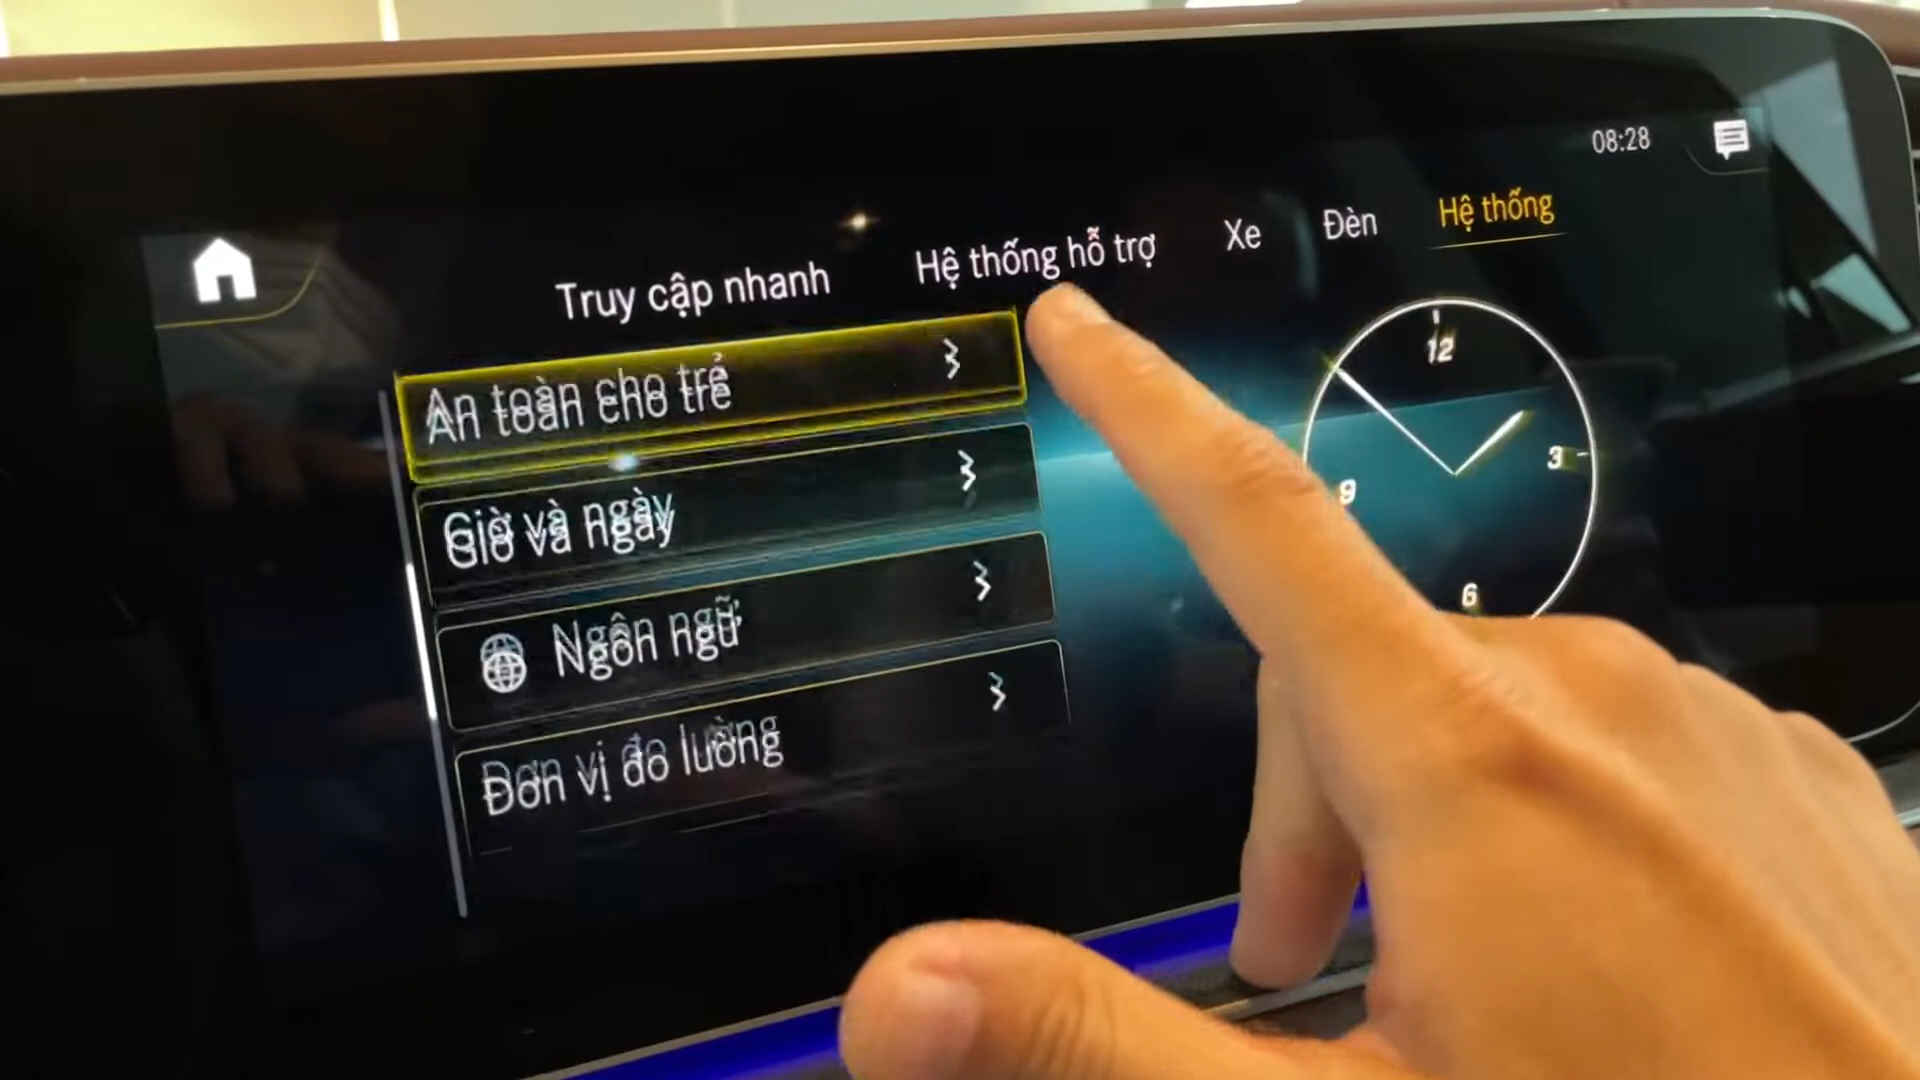 08:28
Truy cập nhanh
Hệ thống hỗ trợ
Xe
Đèn
Hệ thống
An toàn cho trẻ
Giờ và ngày
Ngôn ngữ
Đơn vị đo lường
12
3
9
6